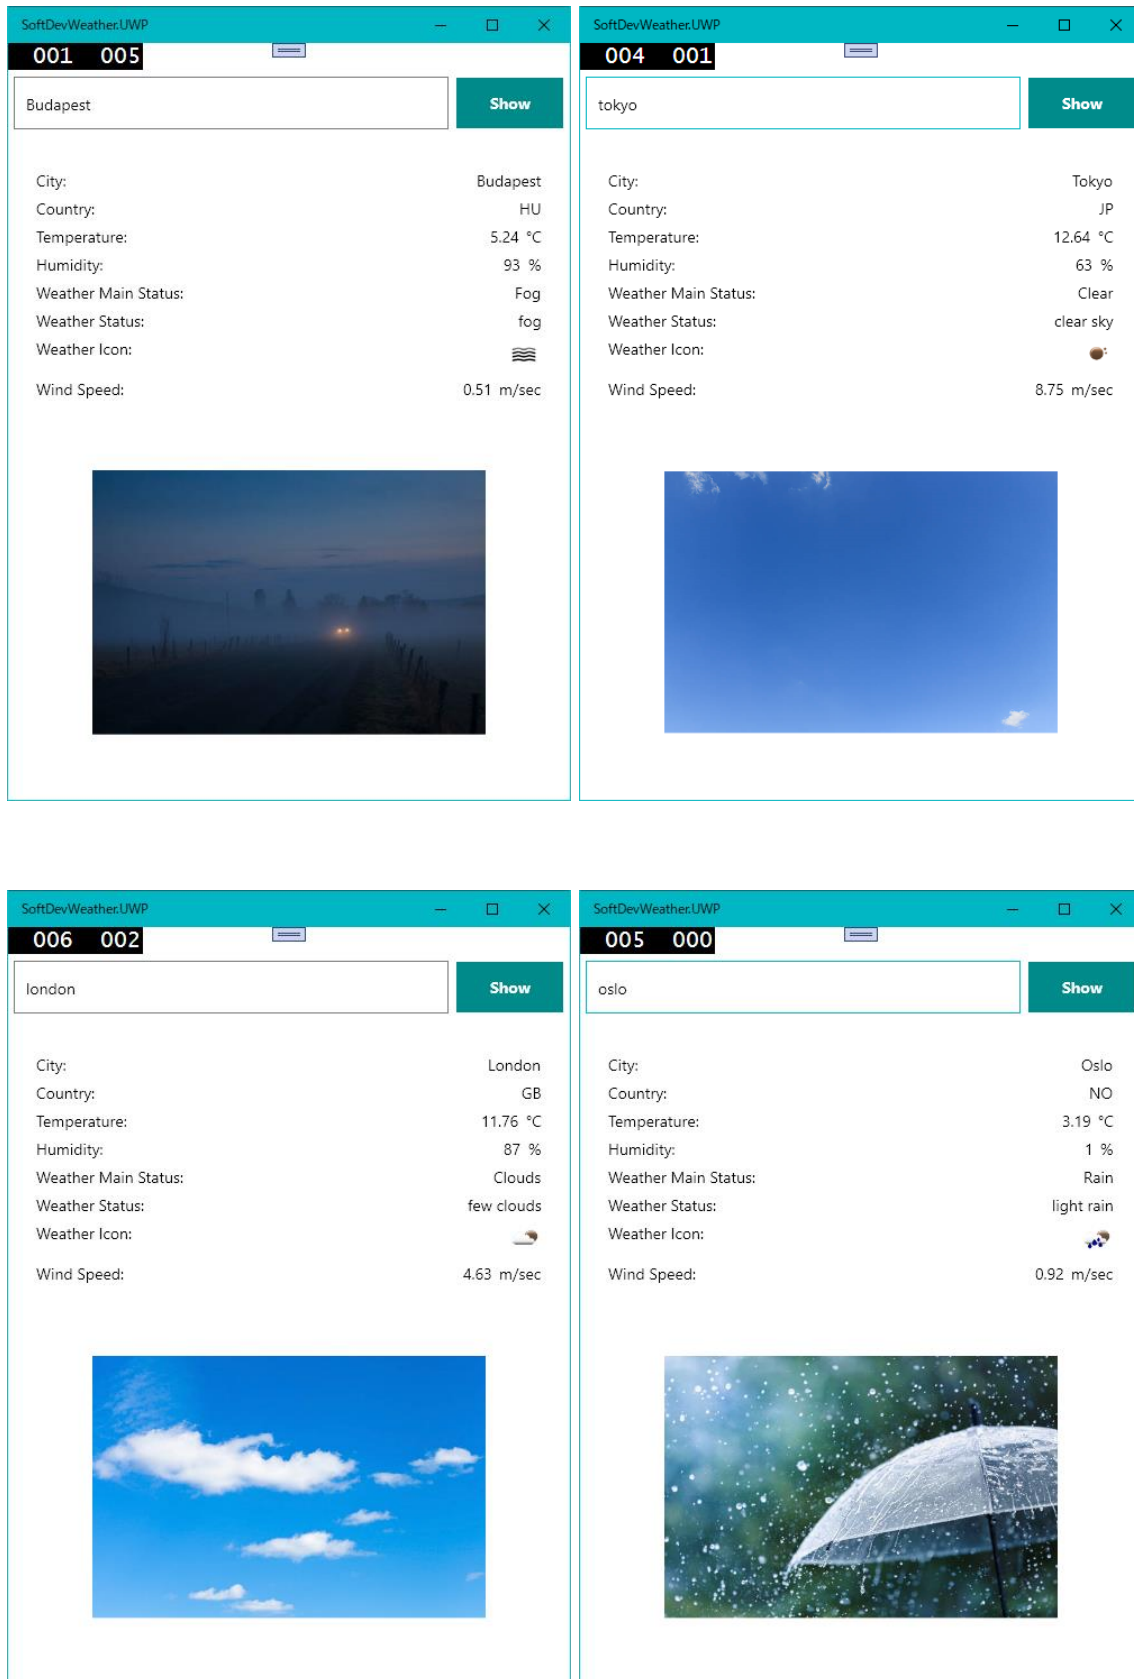 SoftDevWeather.UWP
001 005
Budapest Show
City: Budapest
Country: HU
Temperature: 5.24 °C
Humidity: 93 %
Weather Main Status: Fog
Weather Status: fog
Weather Icon:
Wind Speed: 0.51 m/sec
SoftDevWeather.UWP
004 001
tokyo Show
City: Tokyo
Country: JP
Temperature: 12.64 °C
Humidity: 63 %
Weather Main Status: Clear
Weather Status: clear sky
Weather Icon:
Wind Speed: 8.75 m/sec
SoftDevWeather.UWP
006 002
london Show
City: London
Country: GB
Temperature: 11.76 °C
Humidity: 87 %
Weather Main Status: Clouds
Weather Status: few clouds
Weather Icon:
Wind Speed: 4.63 m/sec
SoftDevWeather.UWP
005 000
oslo Show
City: Oslo
Country: NO
Temperature: 3.19 °C
Humidity: 1 %
Weather Main Status: Rain
Weather Status: light rain
Weather Icon:
Wind Speed: 0.92 m/sec